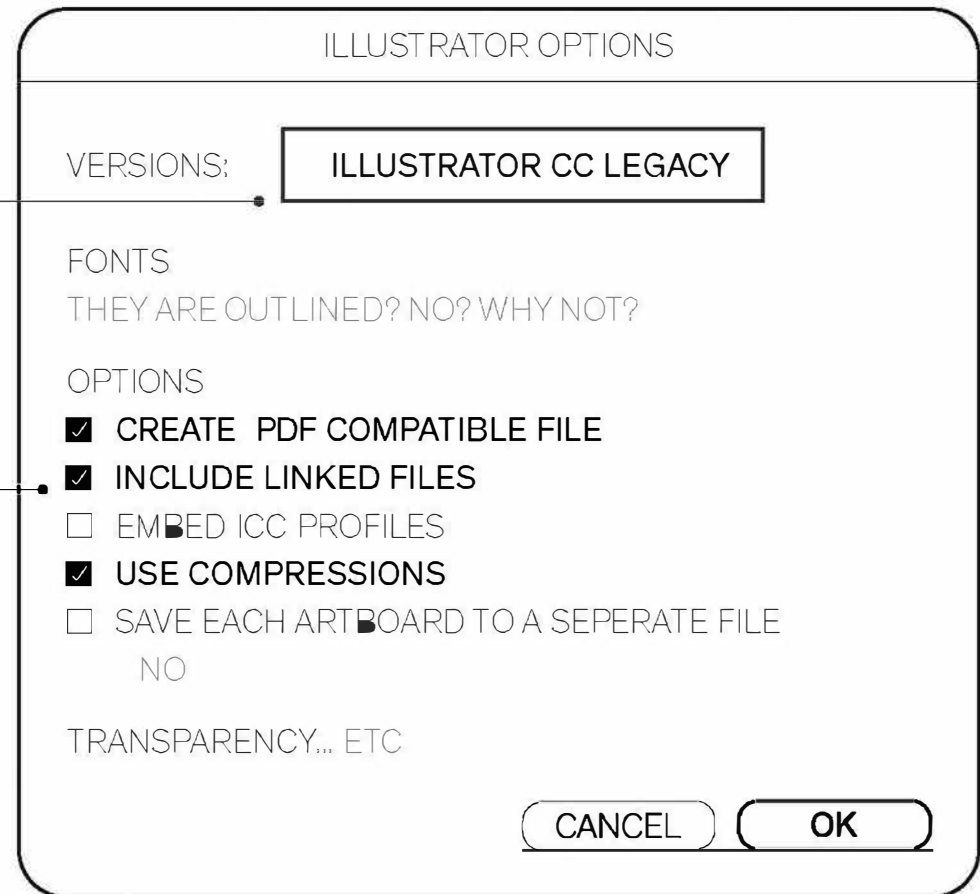 ILLUSTRATOR OPTIONS
VERSIONS: ILLUSTRATOR CC LEGACY
FONTS
THEY ARE OUTLINED? NO? WHY NOT?
OPTIONS
CREATE PDF COMPATIBLE FILE
INCLUDE LINKED FILES
EMBED ICC PROFILES
USE COMPRESSIONS
SAVE EACH ARTBOARD TO A SEPERATE FILE
NO
TRANSPARENCY... ETC
CANCEL OK